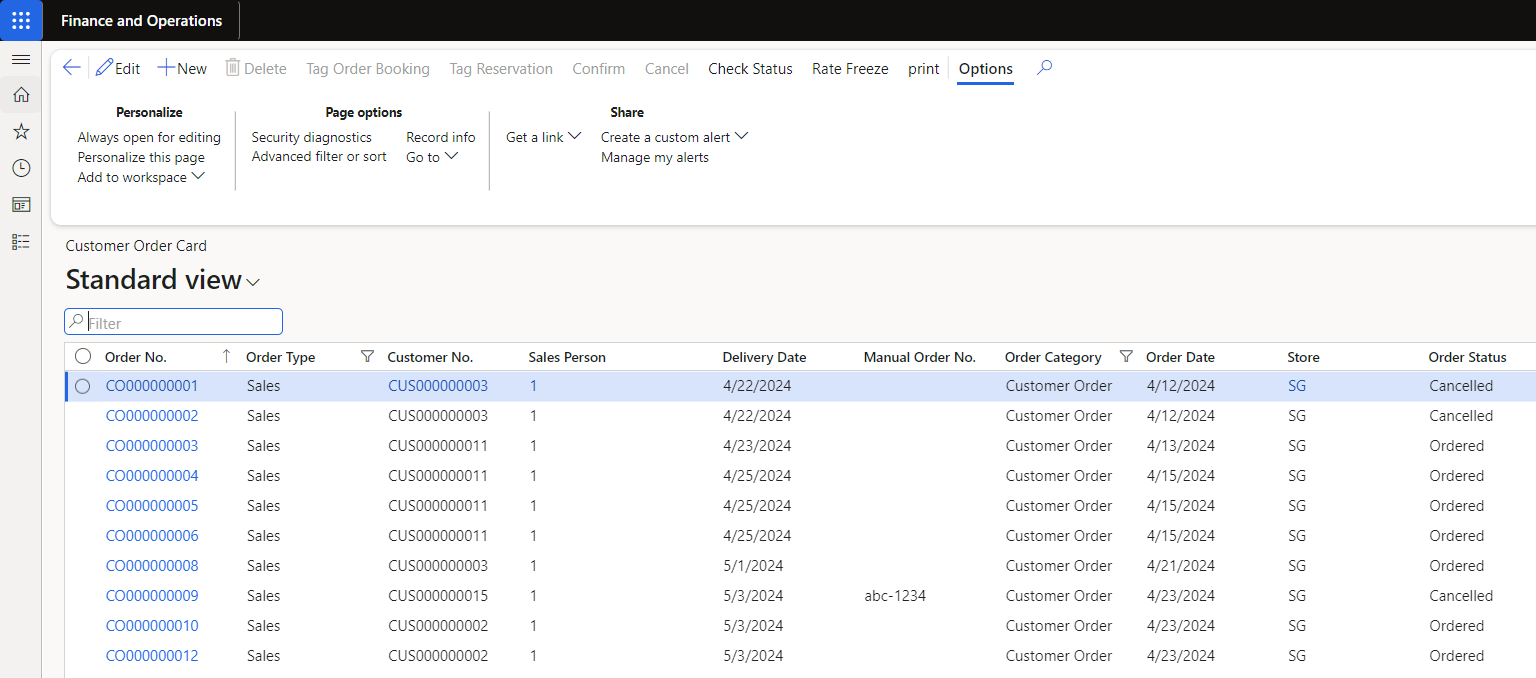 Finance and Operations
Edit New Delete Tag Order Booking Tag Reservation Confirm Cancel Check Status Rate Freeze print Options
Personalize Page options Share
Always open for editing Security diagnostics Record info Get a link Create a custom alert
Personalize this page Advanced filter or sort Go to Manage my alerts
Add to workspace
Customer Order Card
Standard view
Filter
Order No. Order Type Customer No. Sales Person Delivery Date Manual Order No. Order Category Order Date Store Order Status
CO000000001 Sales CUS000000003 1 4/22/2024 Customer Order 4/12/2024 SG Cancelled
CO000000002 Sales CUS000000003 1 4/22/2024 Customer Order 4/12/2024 SG Cancelled
CO000000003 Sales CUS000000011 1 4/23/2024 Customer Order 4/13/2024 SG Ordered
CO000000004 Sales CUS000000011 1 4/25/2024 Customer Order 4/15/2024 SG Ordered
CO000000005 Sales CUS000000011 1 4/25/2024 Customer Order 4/15/2024 SG Ordered
CO000000006 Sales CUS000000011 1 4/25/2024 Customer Order 4/15/2024 SG Ordered
CO000000008 Sales CUS000000003 1 5/1/2024 Customer Order 4/21/2024 SG Ordered
CO000000009 Sales CUS000000015 1 5/3/2024 abc-1234 Customer Order 4/23/2024 SG Cancelled
CO000000010 Sales CUS000000002 1 5/3/2024 Customer Order 4/23/2024 SG Ordered
CO000000012 Sales CUS000000002 1 5/3/2024 Customer Order 4/23/2024 SG Ordered